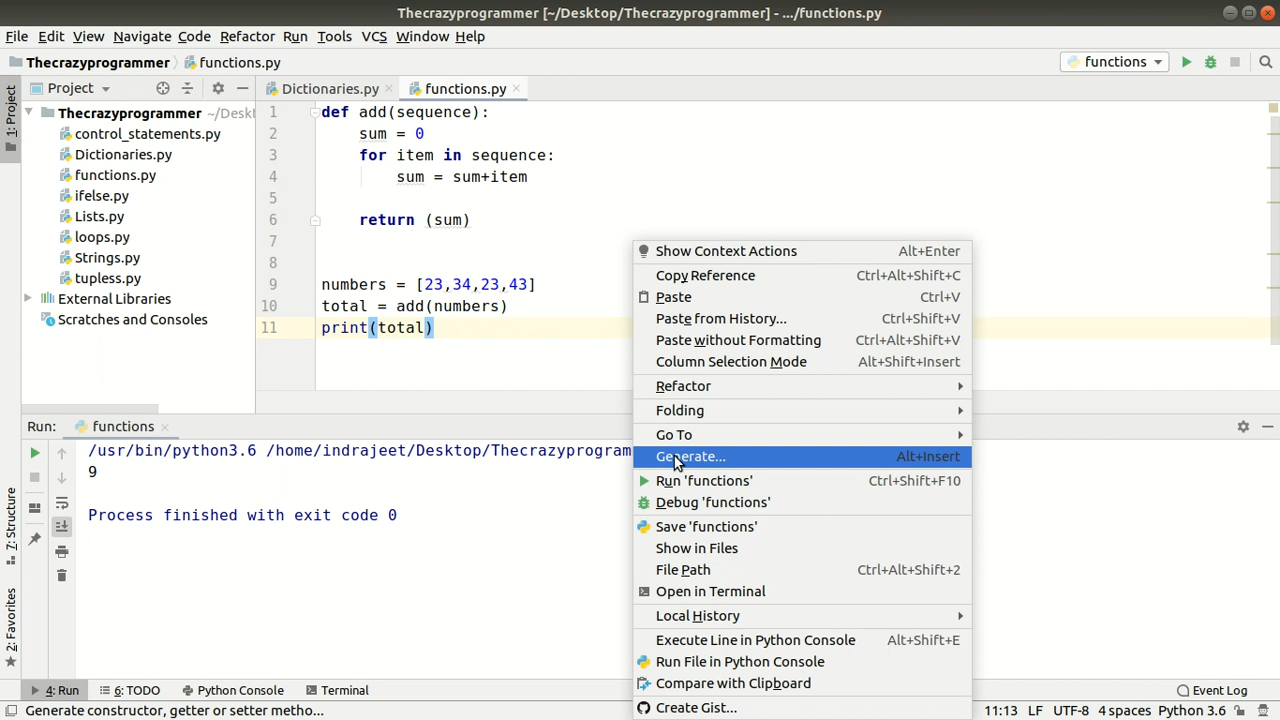 Thecrazyprogrammer [~/Desktop/Thecrazyprogrammer] - .../functions.py
File Edit View Navigate Code Refactor Run Tools VCS Window Help
Thecrazyprogrammer functions.py functions
1: Project
Project
Dictionaries.py functions.py
Thecrazyprogrammer ~/Deskt
control_statements.py
Dictionaries.py
functions.py
ifelse.py
Lists.py
loops.py
Strings.py
tupless.py
External Libraries
Scratches and Consoles
1 def add(sequence):
2 sum = 0
3 for item in sequence:
4 sum = sum+item
5
6 return (sum)
7
8
9 numbers = [23,34,23,43]
10 total = add(numbers)
11 print(total)
Show Context Actions Alt+Enter
Copy Reference Ctrl+Alt+Shift+C
Paste Ctrl+V
Paste from History... Ctrl+Shift+V
Paste without Formatting Ctrl+Alt+Shift+V
Column Selection Mode Alt+Shift+Insert
Refactor
Folding
Go To
Generate... Alt+Insert
Run 'functions' Ctrl+Shift+F10
Debug 'functions'
Save 'functions'
Show in Files
File Path Ctrl+Alt+Shift+2
Open in Terminal
Local History
Execute Line in Python Console Alt+Shift+E
Run File in Python Console
Compare with Clipboard
Create Gist...
Run: functions
/usr/bin/python3.6 /home/indrajeet/Desktop/Thecrazyprogram
9
Process finished with exit code 0
7: Structure
2: Favorites
4: Run 6: TODO Python Console Terminal Event Log
Generate constructor, getter or setter metho... 11:13 LF UTF-8 4 spaces Python 3.6